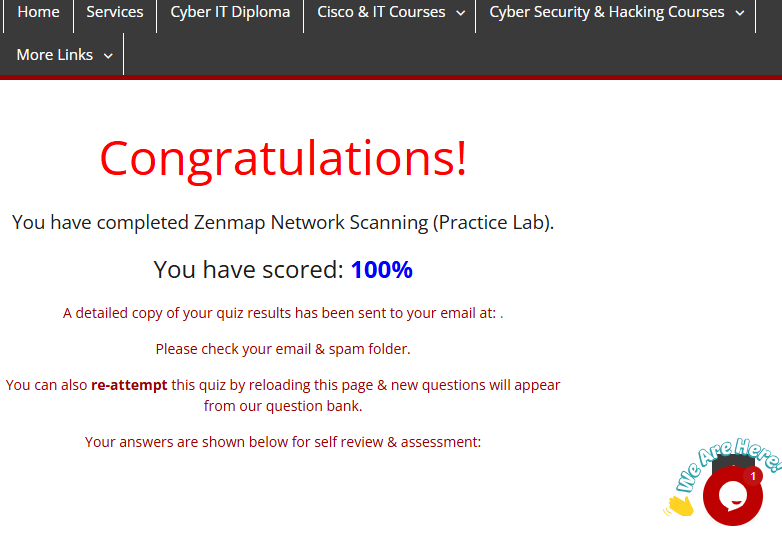 Home Services Cyber IT Diploma Cisco & IT Courses Cyber Security & Hacking Courses
More Links
Congratulations!
You have completed Zenmap Network Scanning (Practice Lab).
You have scored: 100%
A detailed copy of your quiz results has been sent to your email at: .
Please check your email & spam folder.
You can also re-attempt this quiz by reloading this page & new questions will appear
from our question bank.
Your answers are shown below for self review & assessment:
We Are Here!
1